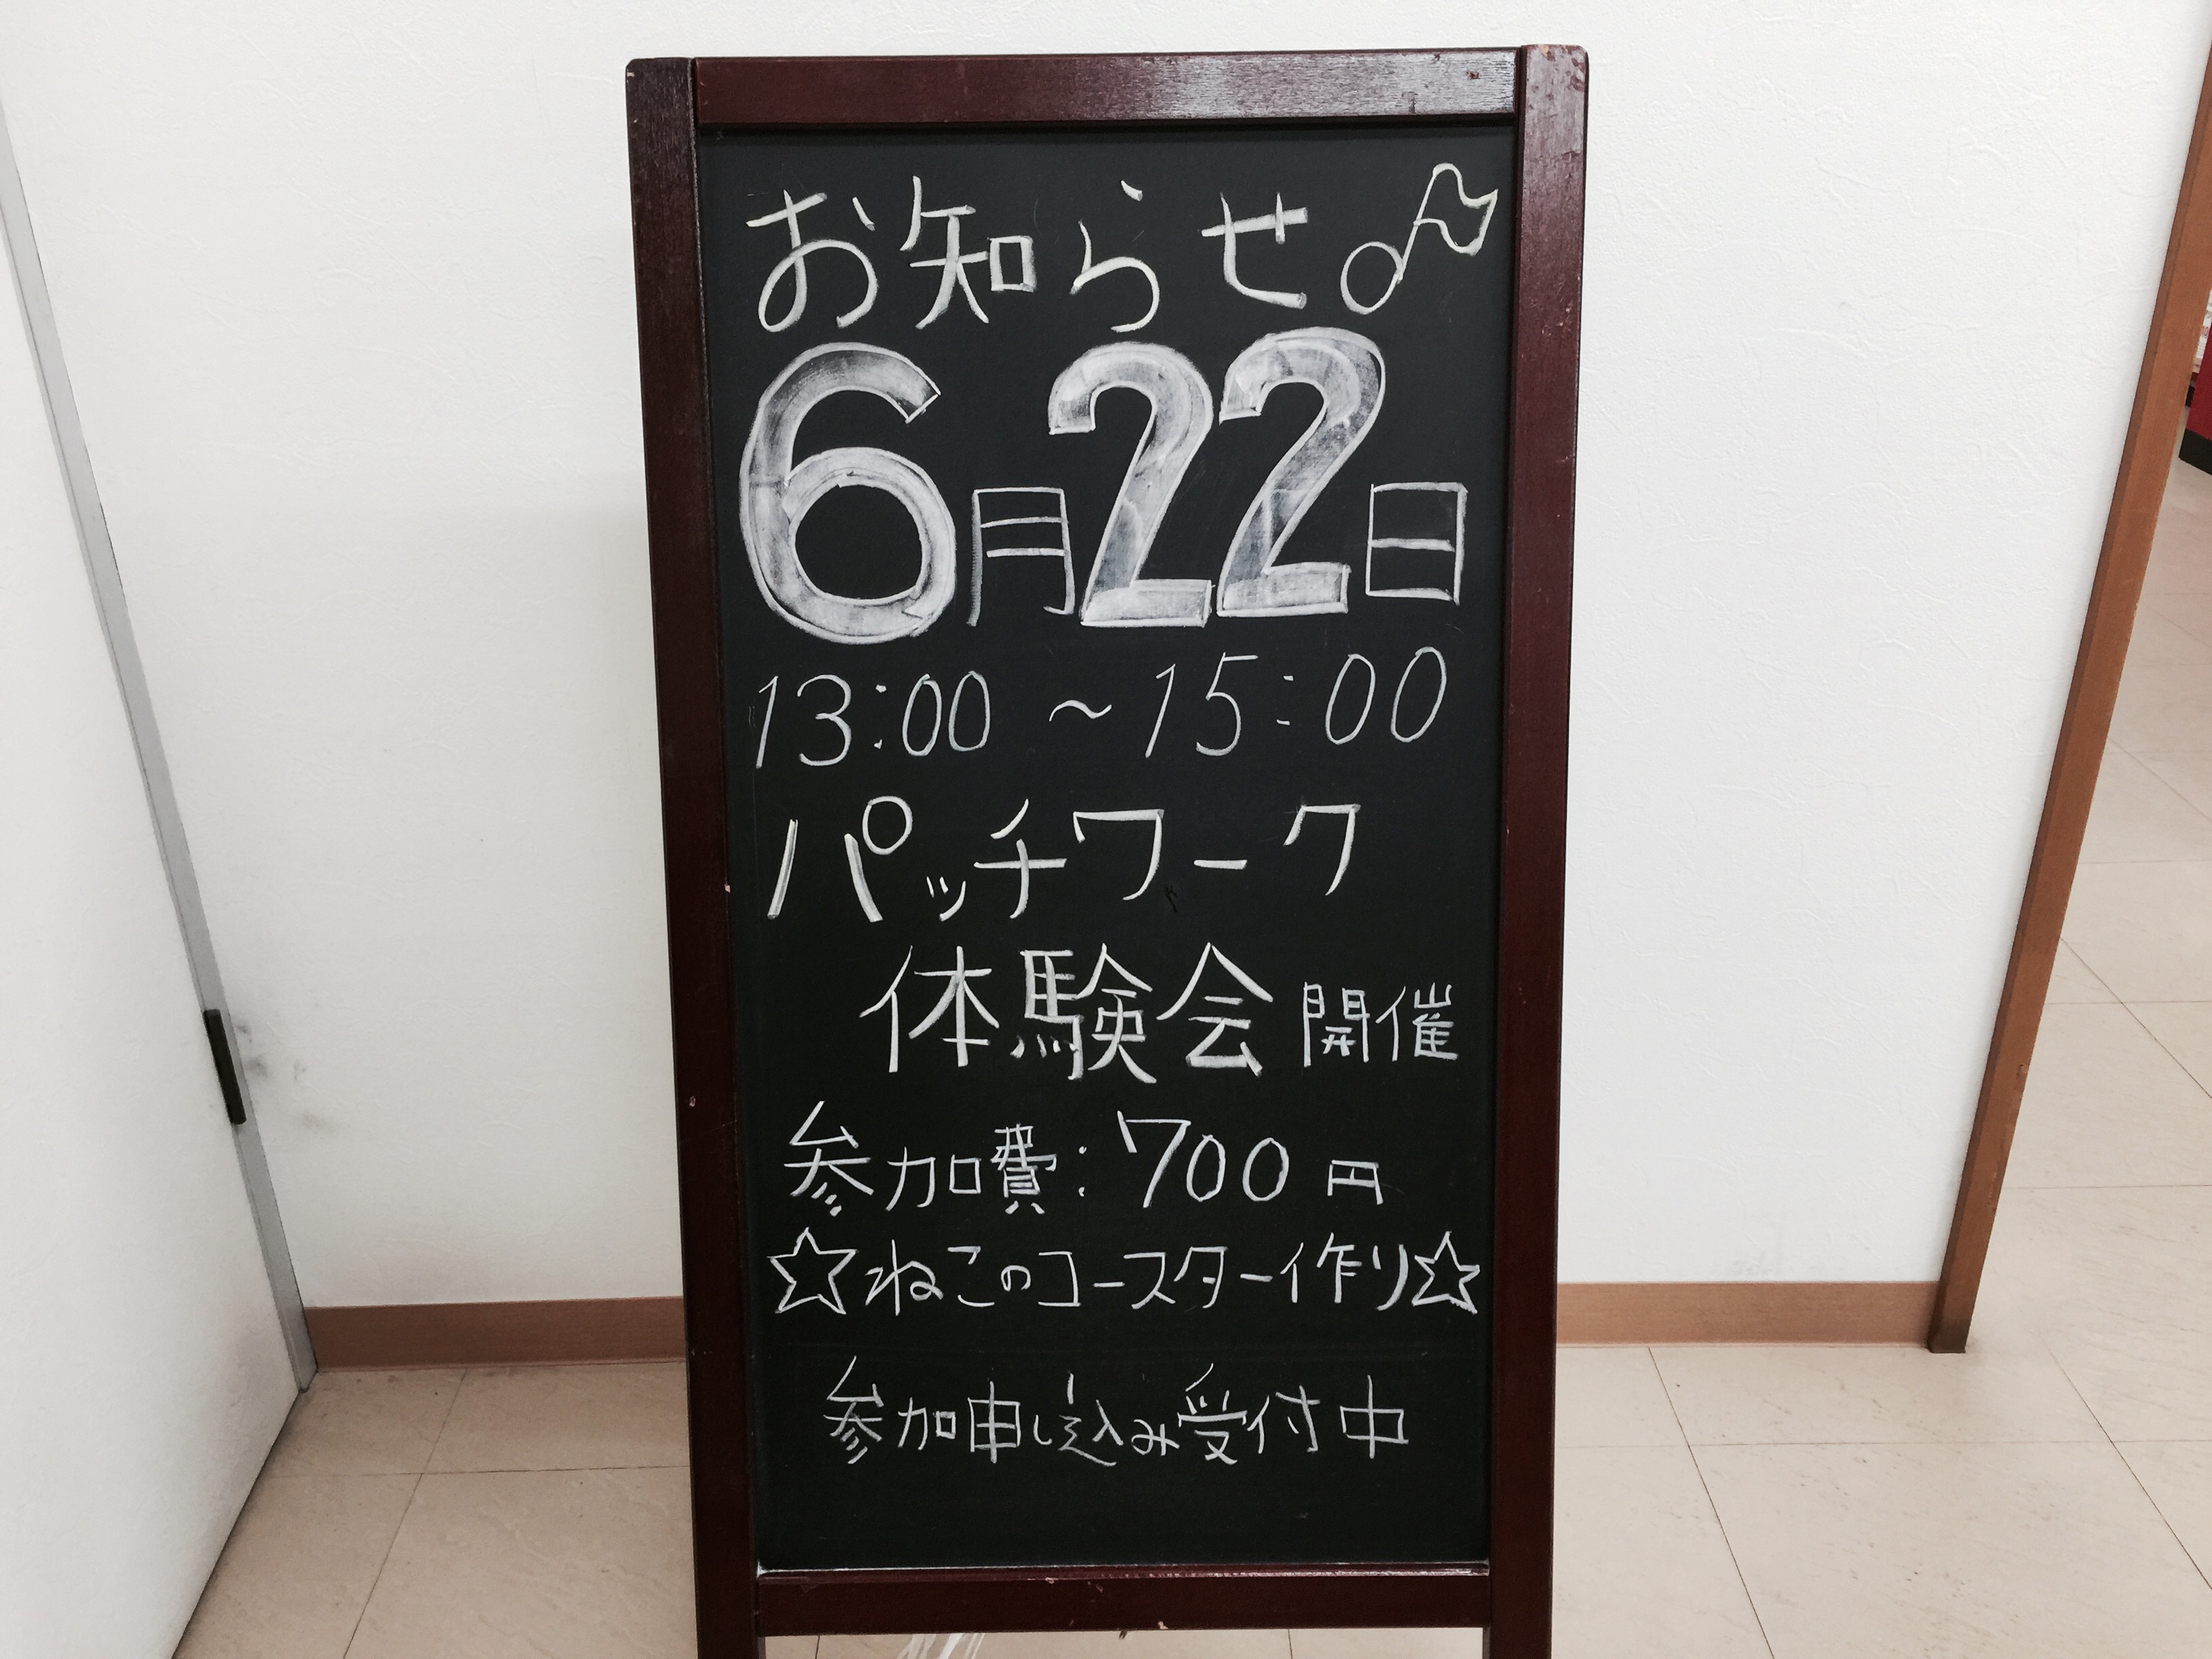 お知らせ♪
6月22日
13:00 ~ 15:00
パッチワーク
体験会 開催
参加費:700円
☆ねこのコースター作り☆
参加申し込み受付中